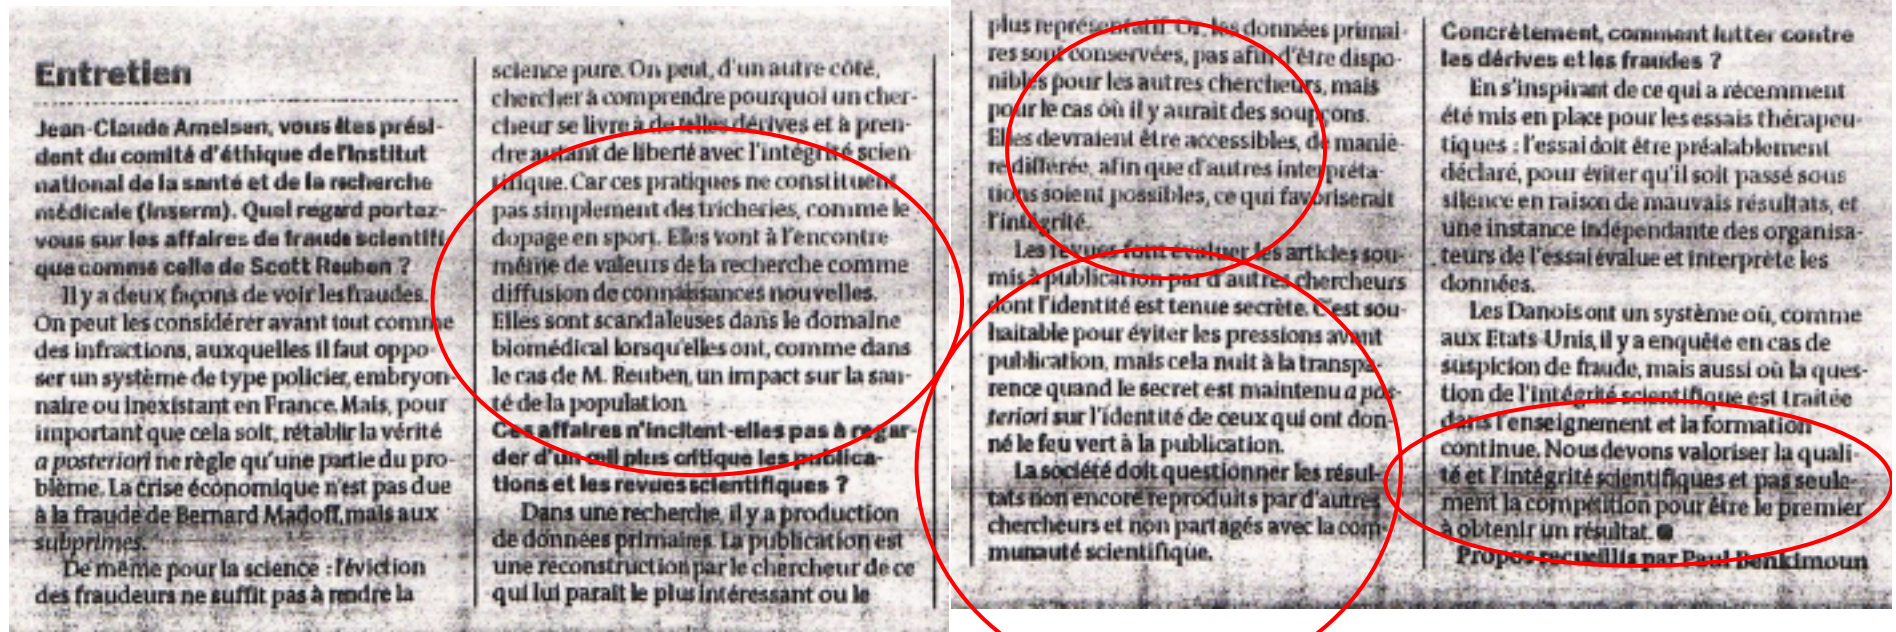 Entretien
Jean-Claude Ameisen, vous êtes prési-
dent du comité d'éthique de l'Institut
national de la santé et de la recherche
médicale (Inserm). Quel regard portez-
vous sur les affaires de fraude scientifi-
que comme celle de Scott Reuben ?
Il y a deux façons de voir les fraudes.
On peut les considérer avant tout comme
des infractions, auxquelles il faut oppo-
ser un système de type policier, embryon-
naire ou inexistant en France. Mais, pour
important que cela soit, rétablir la vérité
a posteriori ne règle qu'une partie du pro-
blème. La crise économique n'est pas due
à la fraude de Bernard Madoff, mais aux
subprimes.
De même pour la science : l'éviction
des fraudeurs ne suffit pas à rendre la
science pure. On peut, d'un autre côté,
chercher à comprendre pourquoi un cher-
cheur se livre à de telles dérives et à pren-
dre autant de liberté avec l'intégrité scien
tifique. Car ces pratiques ne constituent
pas simplement des tricheries, comme le
dopage en sport. Elles vont à l'encontre
même de valeurs de la recherche comme
diffusion de connaissances nouvelles.
Elles sont scandaleuses dans le domaine
biomédical lorsqu'elles ont, comme dans
le cas de M. Reuben, un impact sur la san-
té de la population.
Ces affaires n'incitent-elles pas à regar-
der d'un œil plus critique les publica-
tions et les revues scientifiques ?
Dans une recherche, il y a production
de données primaires. La publication est
une reconstruction par le chercheur de ce
qui lui paraît le plus intéressant ou le
plus représentatif. Or, les données primai-
res sont conservées, pas afin d'être dispo-
nibles pour les autres chercheurs, mais
pour le cas où il y aurait des soupçons.
Elles devraient être accessibles, de maniè-
re différée, afin que d'autres interpréta-
tions soient possibles, ce qui favoriserait
l'intégrité.
Les revues font évaluer les articles sou-
mis à publication par d'autres chercheurs
dont l'identité est tenue secrète. C'est sou-
haitable pour éviter les pressions avant
publication, mais cela nuit à la transpa-
rence quand le secret est maintenu a pos-
teriori sur l'identité de ceux qui ont don-
né le feu vert à la publication.
La société doit questionner les résul-
tats non encore reproduits par d'autres
chercheurs et non partagés avec la com-
munauté scientifique.
Concrètement, comment lutter contre
les dérives et les fraudes ?
En s'inspirant de ce qui a récemment
été mis en place pour les essais thérapeu-
tiques : l'essai doit être préalablement
déclaré, pour éviter qu'il soit passé sous
silence en raison de mauvais résultats, et
une instance indépendante des organisa-
teurs de l'essai évalue et interprète les
données.
Les Danois ont un système où, comme
aux Etats-Unis, il y a enquête en cas de
suspicion de fraude, mais aussi où la ques-
tion de l'intégrité scientifique est traitée
dans l'enseignement et la formation
continue. Nous devons valoriser la quali-
té et l'intégrité scientifiques et pas seule-
ment la compétition pour être le premier
à obtenir un résultat. ●
Propos recueillis par Paul Benkimoun